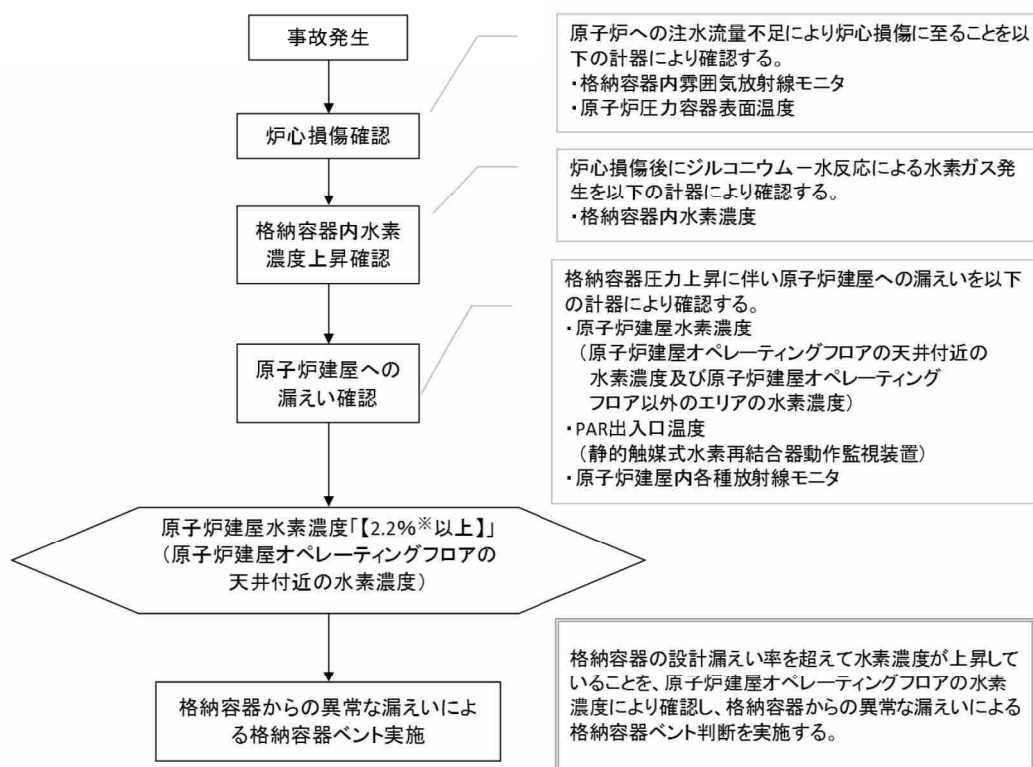 事故発生
原子炉への注水流量不足により炉心損傷に至ることを以
下の計器により確認する。
・格納容器内雰囲気放射線モニタ
・原子炉圧力容器表面温度
炉心損傷確認
炉心損傷後にジルコニウム－水反応による水素ガス発
生を以下の計器により確認する。
・格納容器内水素濃度
格納容器内水素
濃度上昇確認
格納容器圧力上昇に伴い原子炉建屋への漏えいを以下
の計器により確認する。
・原子炉建屋水素濃度
（原子炉建屋オペレーティングフロアの天井付近の
水素濃度及び原子炉建屋オペレーティング
フロア以外のエリアの水素濃度）
・PAR出入口温度
（静的触媒式水素再結合器動作監視装置）
・原子炉建屋内各種放射線モニタ
原子炉建屋への
漏えい確認
原子炉建屋水素濃度「【2.2%※以上】」
（原子炉建屋オペレーティングフロアの
天井付近の水素濃度）
格納容器の設計漏えい率を超えて水素濃度が上昇して
いることを、原子炉建屋オペレーティングフロアの水素
濃度により確認し、格納容器からの異常な漏えいによる
格納容器ベント判断を実施する。
格納容器からの異常な漏えいによ
る格納容器ベント実施